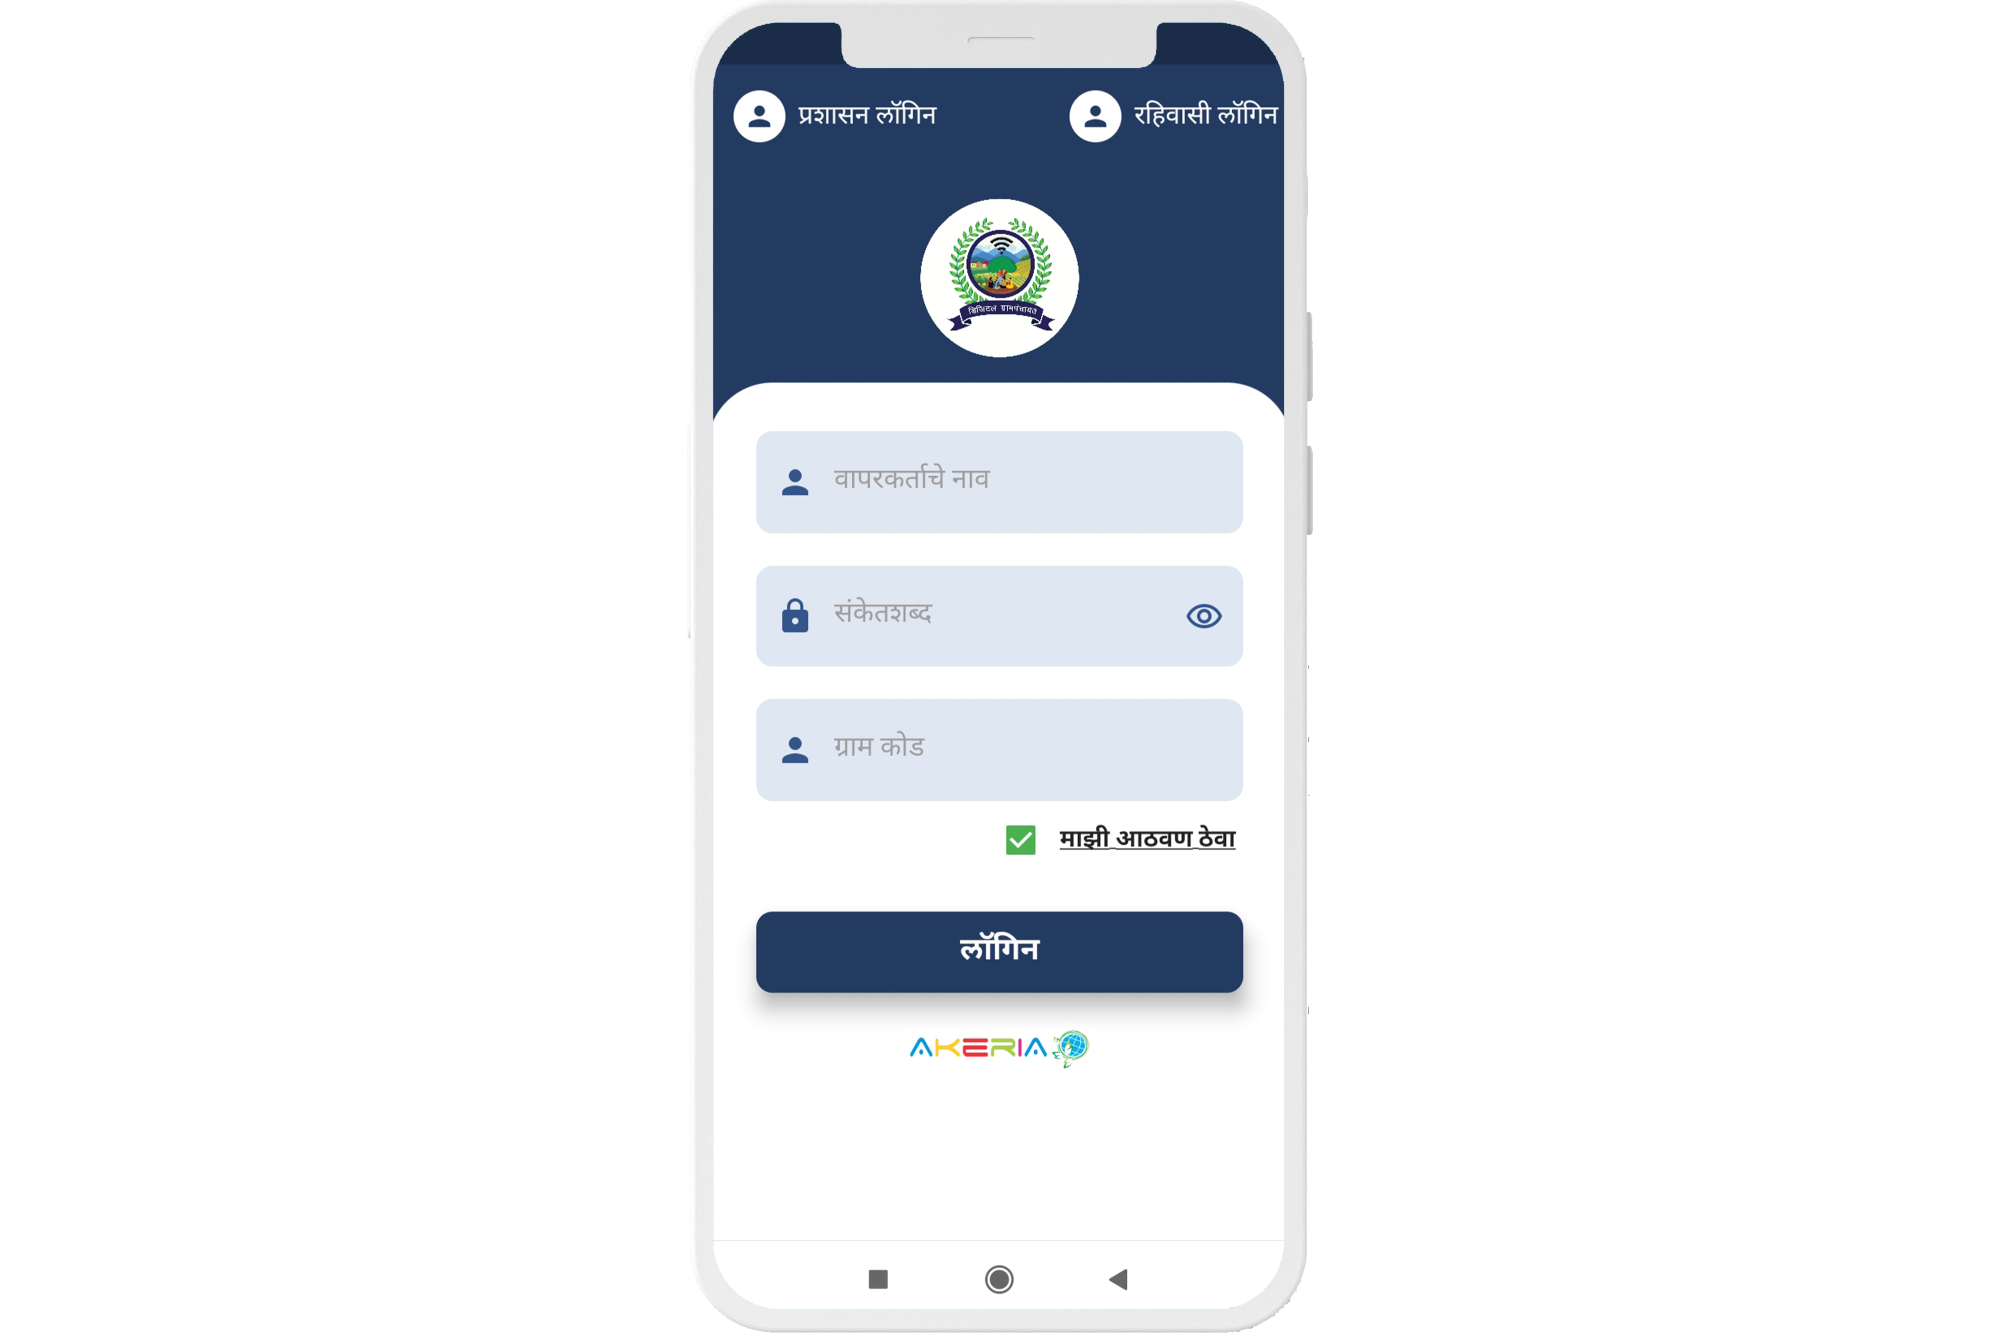 प्रशासन लॉगिन
रहिवासी लॉगिन
डिजिटल ग्रामपंचायत
वापरकर्ताचे नाव
संकेतशब्द
ग्राम कोड
माझी आठवण ठेवा
लॉगिन
AKERIA